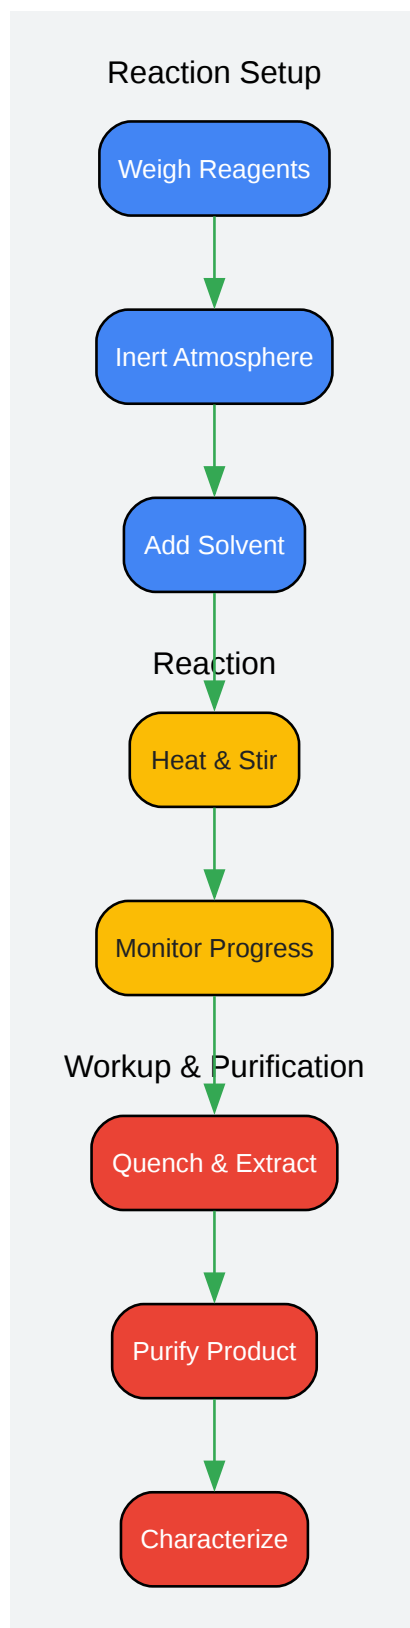 Reaction Setup
Weigh Reagents
Inert Atmosphere
Add Solvent
Reaction
Heat & Stir
Monitor Progress
Workup & Purification
Quench & Extract
Purify Product
Characterize